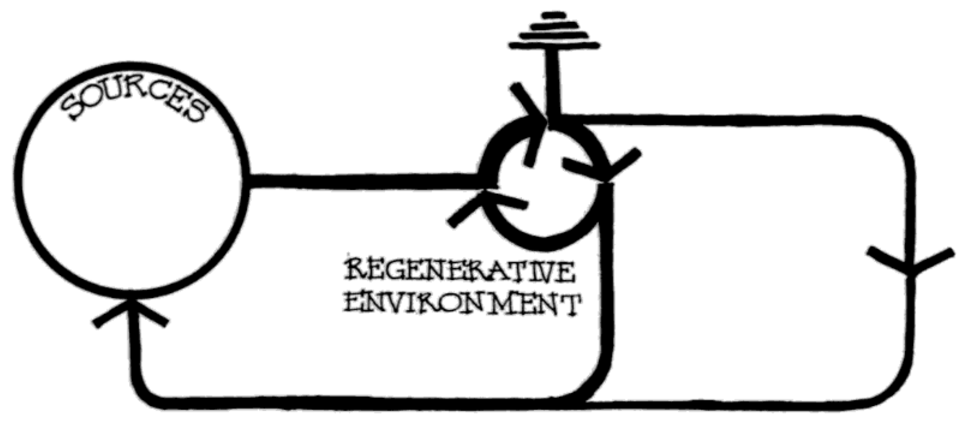 SOURCES
REGENERATIVE
ENVIRONMENT